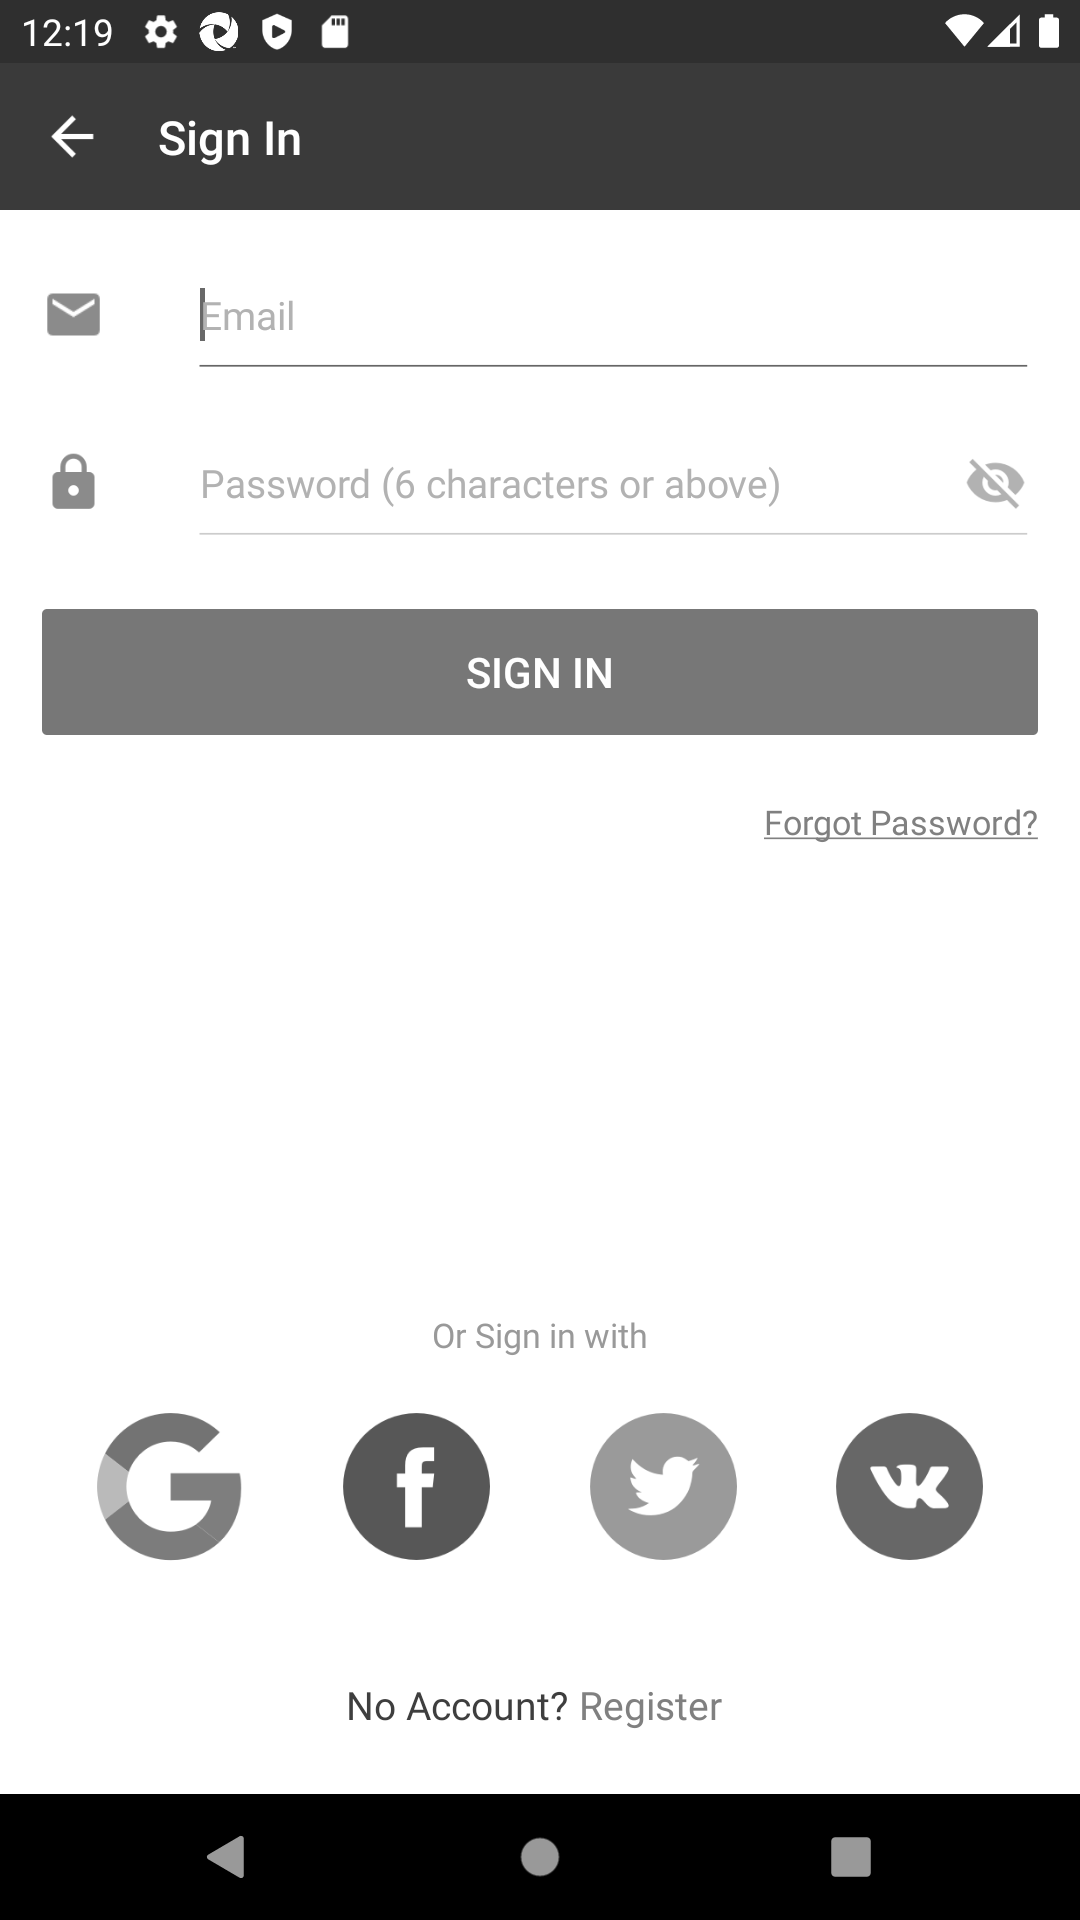 12:19
Sign In
Email
Password (6 characters or above)
SIGN IN
Forgot Password?
Or Sign in with
No Account? Register